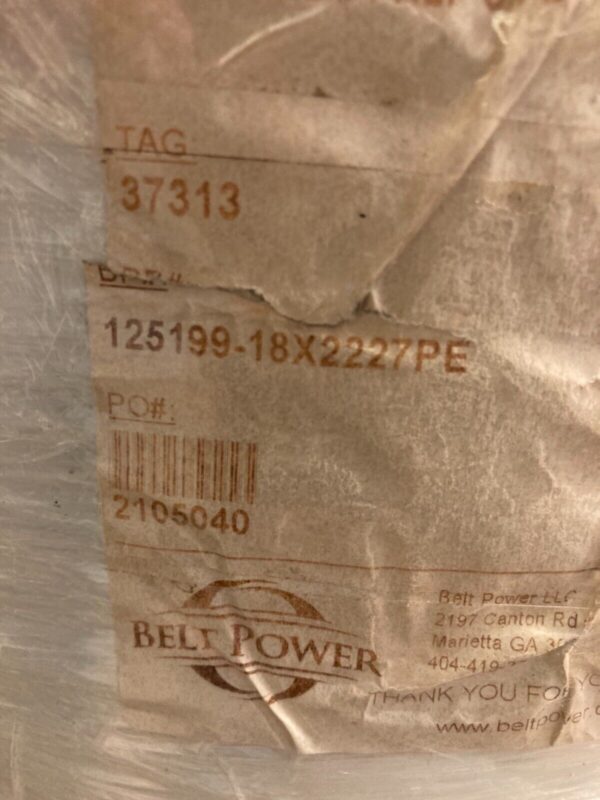 TAG
37313
125199-18X2227PE
PO#:
2105040
BELT POWER
Belt Power LLC
2197 Canton Rd
Marietta GA
404-419-
THANK YOU FOR
www.beltpower.